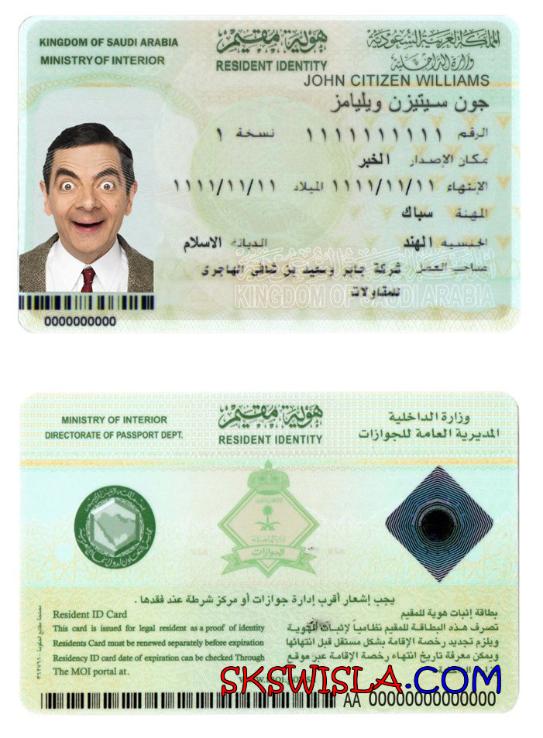 KINGDOM OF SAUDI ARABIA
MINISTRY OF INTERIOR
هوية مقيم
RESIDENT IDENTITY
المملكة العربية السعودية
وزارة الداخلية
JOHN CITIZEN WILLIAMS
جون سيتيزن ويليامز
الرقم ١١١١١١١١١١ نسخة ١
مكان الإصدار الخبر
الإنتهاء ١١١١/١١/١١ الميلاد ١١١١/١١/١١
المهنة سباك
الجنسية الهند الديانة الاسلام
صاحب العمل شركة جابر وسعيد بن شافي الهاجري
للمقاولات
KINGDOM OF SAUDI ARABIA
0000000000
MINISTRY OF INTERIOR
DIRECTORATE OF PASSPORT DEPT.
هوية مقيم
RESIDENT IDENTITY
وزارة الداخلية
المديرية العامة للجوازات
الجوازات
يجب إشعار أقرب إدارة جوازات أو مركز شرطة عند فقدها .
Resident ID Card
This card is issued for legal resident as a proof of identity
Residents Card must be renewed separately before expiration
Residency ID card date of expiration can be checked Through
The MOI portal at.
بطاقة إثبات هوية للمقيم
تصرف هذه البطاقة للمقيم نظامياً لإثبات الهوية
ويلزم تجديد رخصة الإقامة بشكل مستقل قبل انتهائها
ويمكن معرفة تاريخ انتهاء رخصة الإقامة عبر موقع
SKSWISLA.COM
AA 00000000000000